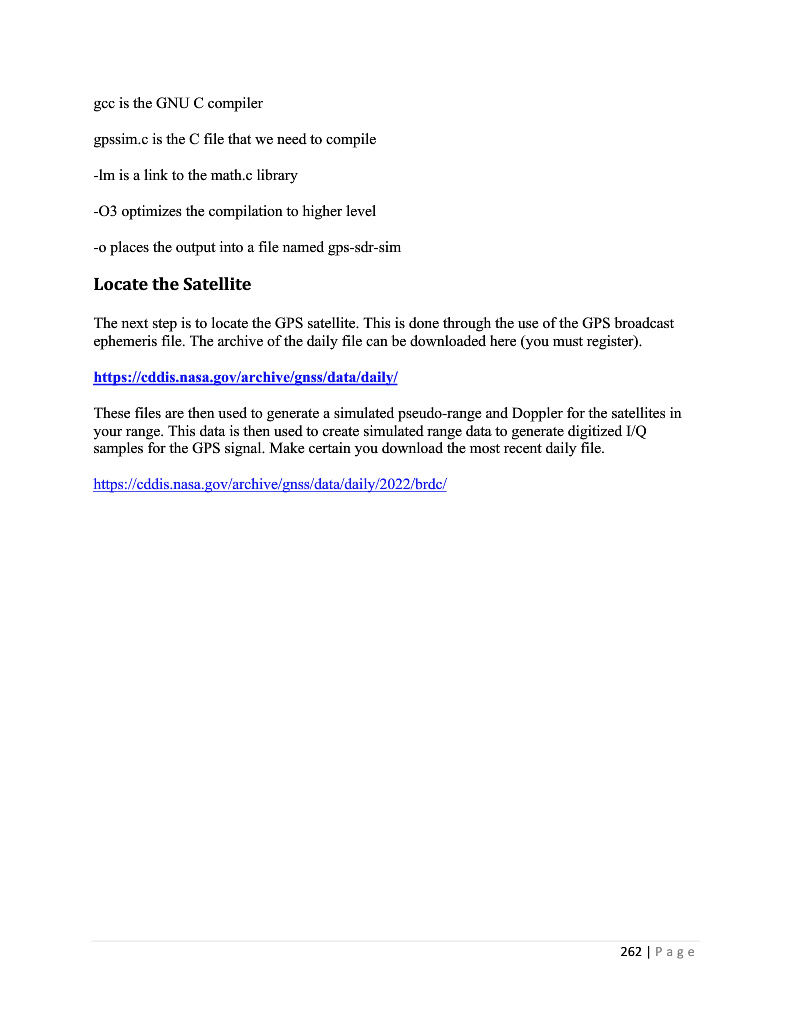 gcc is the GNU C compiler
gpssim.c is the C file that we need to compile
-lm is a link to the math.c library
-O3 optimizes the compilation to higher level
-o places the output into a file named gps-sdr-sim
Locate the Satellite
The next step is to locate the GPS satellite. This is done through the use of the GPS broadcast
ephemeris file. The archive of the daily file can be downloaded here (you must register).
https://cddis.nasa.gov/archive/gnss/data/daily/
These files are then used to generate a simulated pseudo-range and Doppler for the satellites in
your range. This data is then used to create simulated range data to generate digitized I/Q
samples for the GPS signal. Make certain you download the most recent daily file.
https://cddis.nasa.gov/archive/gnss/data/daily/2022/brdc/
262 | Page